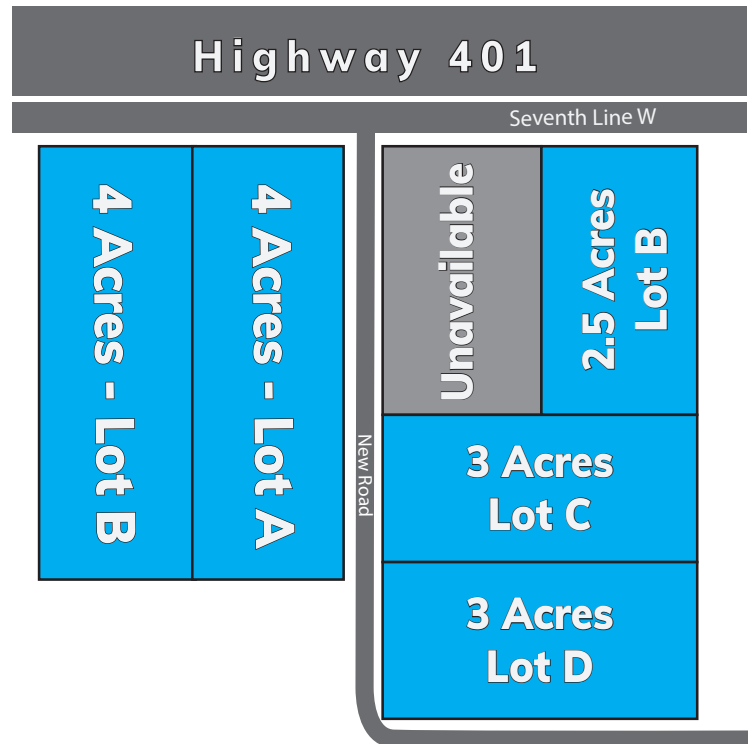 Highway 401
Seventh Line W
4 Acres - Lot B
4 Acres - Lot A
New Road
Unavailable
2.5 Acres
Lot B
3 Acres
Lot C
3 Acres
Lot D